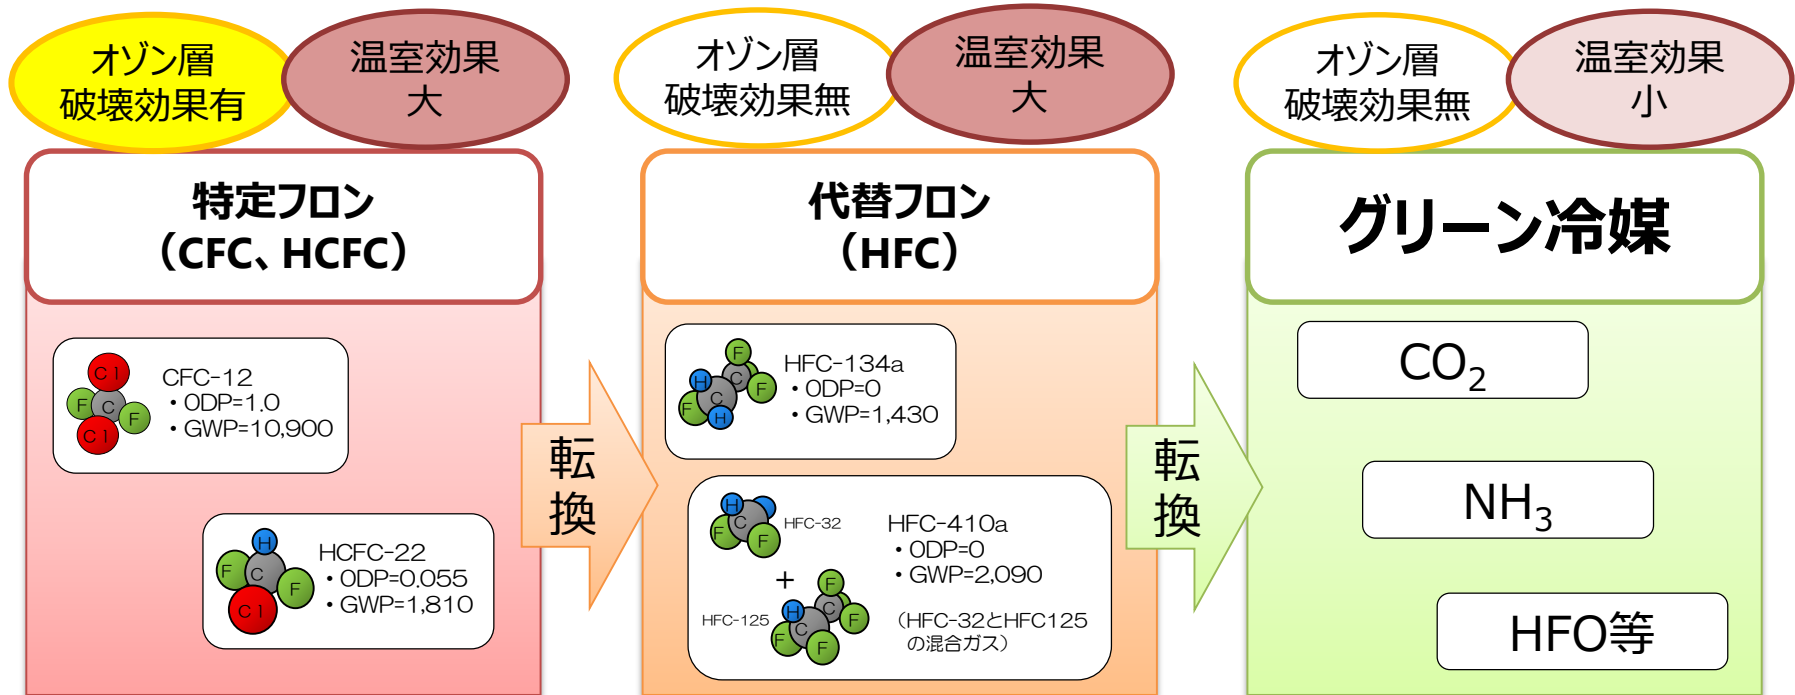 オゾン層
破壊効果有
温室効果
大
特定フロン
（CFC、HCFC）
Cl
F
C
F
Cl
CFC-12
・ODP=1.0
・GWP=10,900
H
F
C
F
Cl
HCFC-22
・ODP=0.055
・GWP=1,810
転
換
オゾン層
破壊効果無
温室効果
大
代替フロン
（HFC）
F
H
C
F
C
F
H
HFC-134a
・ODP=0
・GWP=1,430
H
C
F
F
HFC-32
+
F
H
C
F
C
F
F
HFC-125
HFC-410a
・ODP=0
・GWP=2,090
（HFC-32とHFC125
の混合ガス）
転
換
オゾン層
破壊効果無
温室効果
小
グリーン冷媒
CO₂
NH₃
HFO等